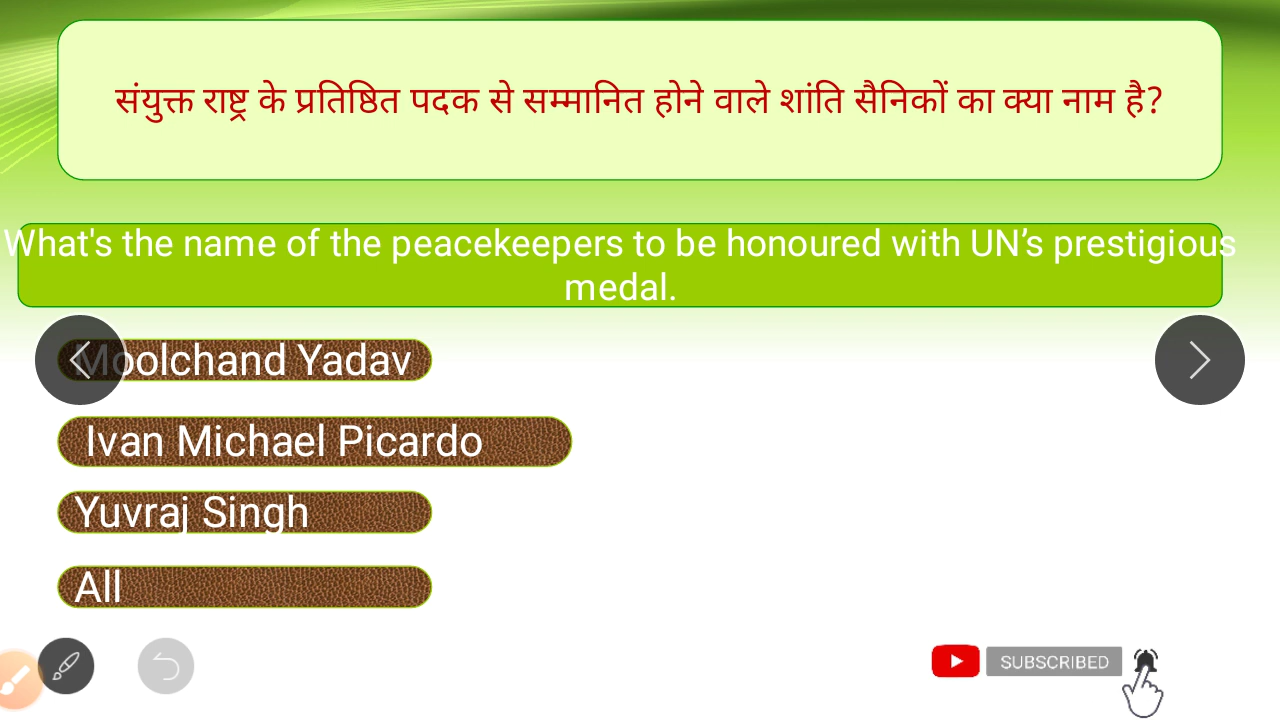 संयुक्त राष्ट्र के प्रतिष्ठित पदक से सम्मानित होने वाले शांति सैनिकों का क्या नाम है?
What's the name of the peacekeepers to be honoured with UN’s prestigious
medal.
Moolchand Yadav
Ivan Michael Picardo
Yuvraj Singh
All
SUBSCRIBED